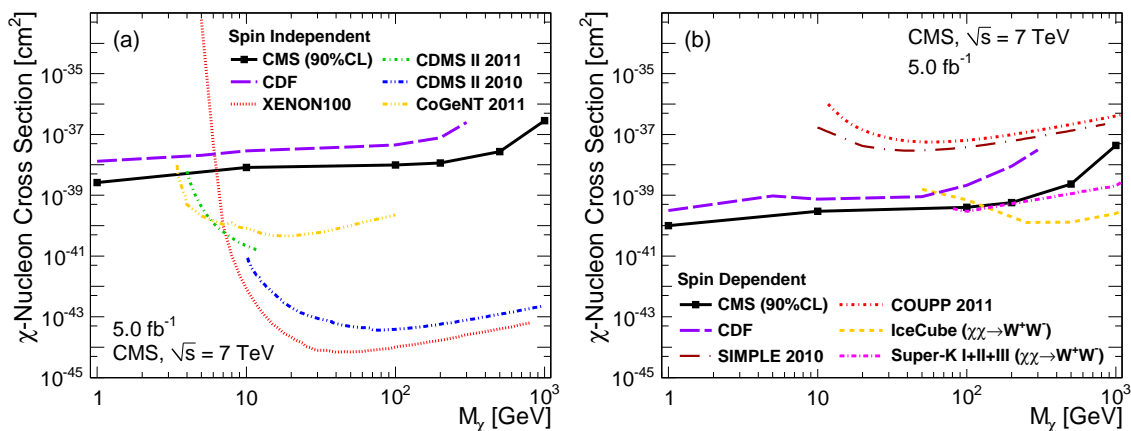 (a)
Spin Independent
CMS (90%CL)
CDF
XENON100
CDMS II 2011
CDMS II 2010
CoGeNT 2011
5.0 fb⁻¹
CMS, √s = 7 TeV
χ-Nucleon Cross Section [cm²]
10⁻³⁵
10⁻³⁷
10⁻³⁹
10⁻⁴¹
10⁻⁴³
10⁻⁴⁵
1 10 10² 10³
Mχ [GeV]
(b)
CMS, √s = 7 TeV
5.0 fb⁻¹
χ-Nucleon Cross Section [cm²]
10⁻³⁵
10⁻³⁷
10⁻³⁹
10⁻⁴¹
10⁻⁴³
10⁻⁴⁵
Spin Dependent
CMS (90%CL)
CDF
SIMPLE 2010
COUPP 2011
IceCube (χχ→W⁺W⁻)
Super-K I+II+III (χχ→W⁺W⁻)
1 10 10² 10³
Mχ [GeV]